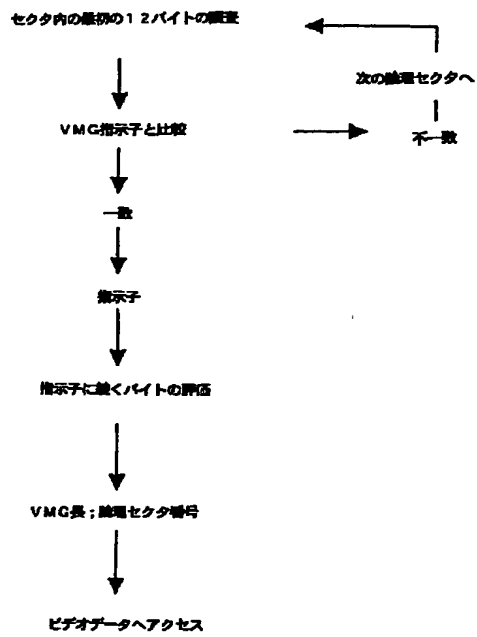 セクタ内の最初の12バイトの調査
次の論理セクタへ
VMG指示子と比較
不一致
一致
指示子
指示子に続くバイトの評価
VMG長;論理セクタ番号
ビデオデータへアクセス